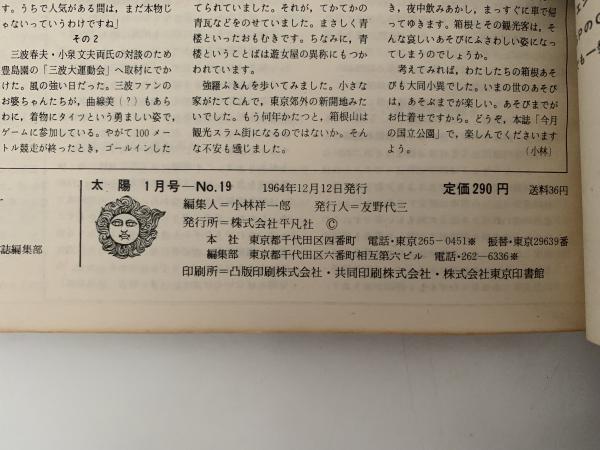 す。うちで人気がある間は、まだ本物じ
ゃないっていうわけですね」
その2
三波春夫・小泉文夫両氏の対談のため
豊島園の「三波大運動会」へ取材にでか
けた。風の強い日だった。三波ファンの
お婆ちゃんたちが、曲線美(?)もあら
わに、着物にタイツという勇ましい姿で、
ゲームに参加している。やがて100メー
トル競走が終ったとき、ゴールインした
てられていました。それが、てかてかの
青瓦などをのせていました。まさしく青
楼といったおもむきです。ちなみに、青
楼ということばは遊女屋の異称にもつか
われています。
強羅ふきんを歩いてみました。小さな
家がたてこんで、東京郊外の新開地みた
いでした。もう何年かたつと、箱根山は
観光スラム街になるのではないか。そん
な不安も感じました。
き、夜中飲みあかし、まっすぐに車で帰
ってゆきます。箱根とその観光客は、そ
んな哀しいあそびにふさわしい姿になっ
てしまうのでしょうか。
考えてみれば、わたしたちの箱根あそ
びも大同小異でした。いまの世のあそび
は、あそぶまでが楽しい。あそびまでが
お仕着せですから。どうぞ、本誌「今月
の国立公園」で、楽しんでくださいます
よう。
(小林)
誌編集部
太陽 1月号—No.19 1964年12月12日発行 定価290円 送料36円
編集人=小林祥一郎 発行人=友野代三
発行所=株式会社平凡社 ©
本社 東京都千代田区四番町 電話・東京265-0451※ 振替・東京29639番
編集部 東京都千代田区六番町相互第六ビル 電話・262-6336※
印刷所=凸版印刷株式会社・共同印刷株式会社・株式会社東京印書館